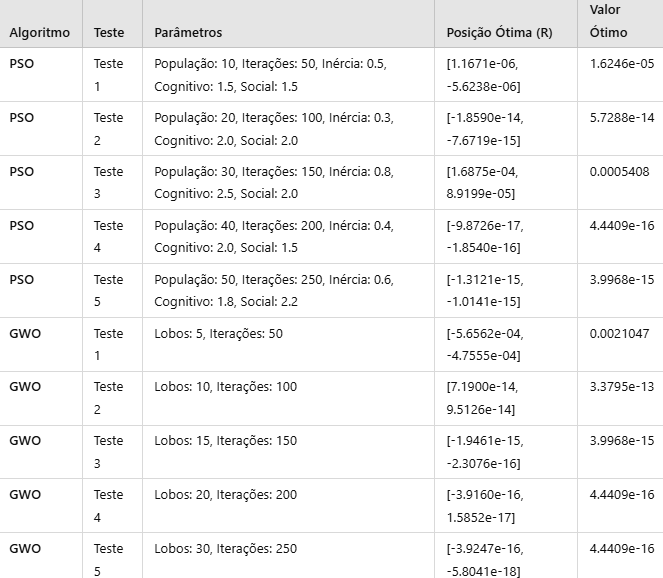 Algoritmo Teste Parâmetros Posição Ótima (R) Valor
Ótimo
PSO Teste População: 10, Iterações: 50, Inércia: 0.5, [1.1671e-06, 1.6246e-05
1 Cognitivo: 1.5, Social: 1.5 -5.6238e-06]
PSO Teste População: 20, Iterações: 100, Inércia: 0.3, [-1.8590e-14, 5.7288e-14
2 Cognitivo: 2.0, Social: 2.0 -7.6719e-15]
PSO Teste População: 30, Iterações: 150, Inércia: 0.8, [1.6875e-04, 0.0005408
3 Cognitivo: 2.5, Social: 2.0 8.9199e-05]
PSO Teste População: 40, Iterações: 200, Inércia: 0.4, [-9.8726e-17, 4.4409e-16
4 Cognitivo: 2.0, Social: 1.5 -1.8540e-16]
PSO Teste População: 50, Iterações: 250, Inércia: 0.6, [-1.3121e-15, 3.9968e-15
5 Cognitivo: 1.8, Social: 2.2 -1.0141e-15]
GWO Teste Lobos: 5, Iterações: 50 [-5.6562e-04, 0.0021047
1 -4.7555e-04]
GWO Teste Lobos: 10, Iterações: 100 [7.1900e-14, 3.3795e-13
2 9.5126e-14]
GWO Teste Lobos: 15, Iterações: 150 [-1.9461e-15, 3.9968e-15
3 -2.3076e-16]
GWO Teste Lobos: 20, Iterações: 200 [-3.9160e-16, 4.4409e-16
4 1.5852e-17]
GWO Teste Lobos: 30, Iterações: 250 [-3.9247e-16, 4.4409e-16
5 -5.8041e-18]